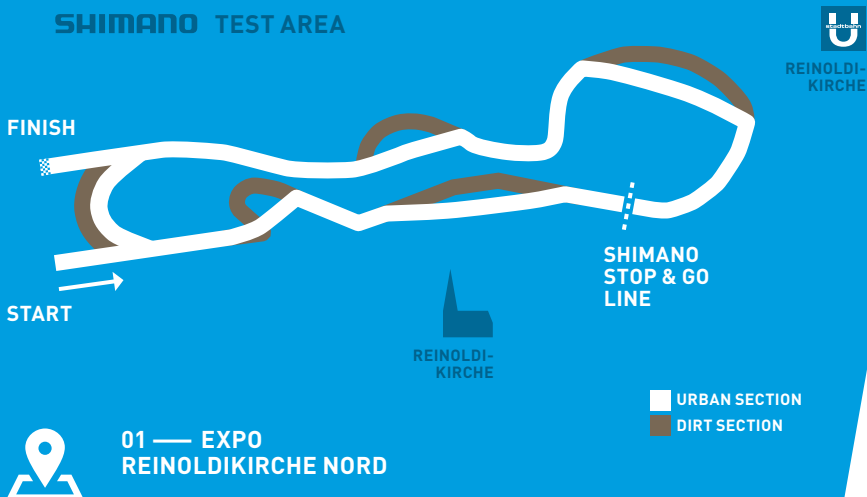 SHIMANO TEST AREA
U
stadtbahn
REINOLDI-
KIRCHE
FINISH
SHIMANO
STOP & GO
LINE
START
REINOLDI-
KIRCHE
URBAN SECTION
DIRT SECTION
01 — EXPO
REINOLDIKIRCHE NORD